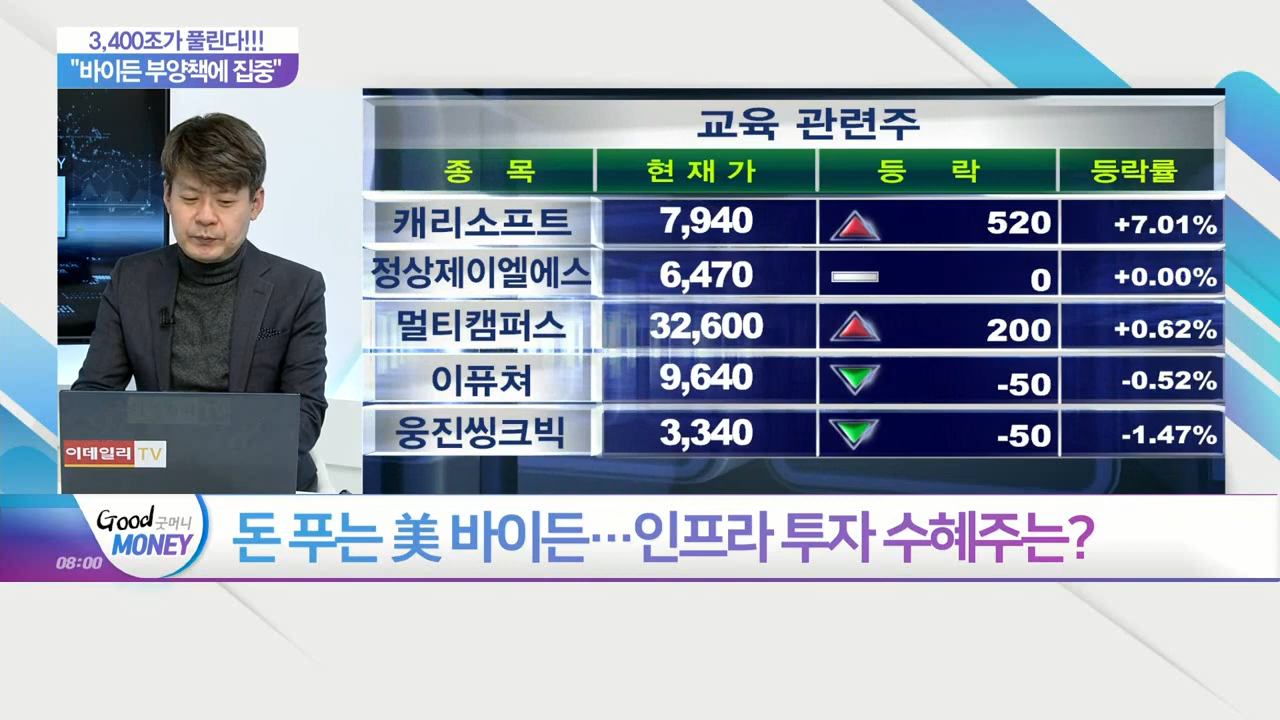 3,400조가 풀린다!!!
"바이든 부양책에 집중"
교육 관련주
종 목 현 재 가 등 락 등락률
캐리소프트 7,940 520 +7.01%
정상제이엘에스 6,470 0 +0.00%
멀티캠퍼스 32,600 200 +0.62%
이퓨쳐 9,640 -50 -0.52%
웅진씽크빅 3,340 -50 -1.47%
이데일리 TV
Good 굿머니
MONEY
08:00
돈 푸는 美 바이든…인프라 투자 수혜주는?